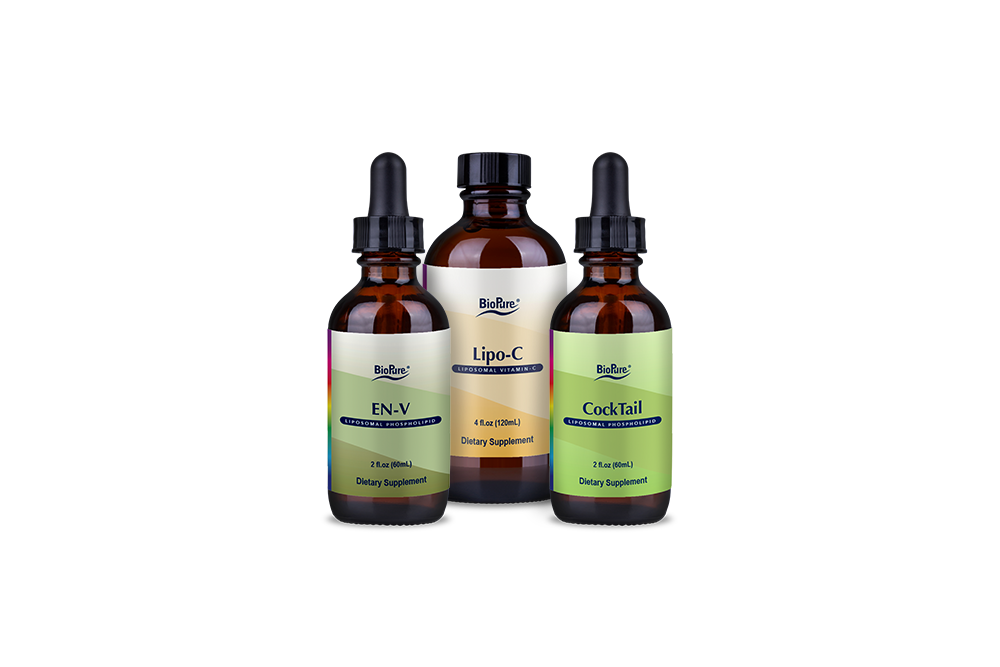 BioPure®
EN-V
LIPOSOMAL PHOSPHOLIPID
2 fl.oz (60mL)
Dietary Supplement
BioPure®
Lipo-C
LIPOSOMAL VITAMIN-C
4 fl.oz (120mL)
Dietary Supplement
BioPure®
CockTail
LIPOSOMAL PHOSPHOLIPID
2 fl.oz (60mL)
Dietary Supplement